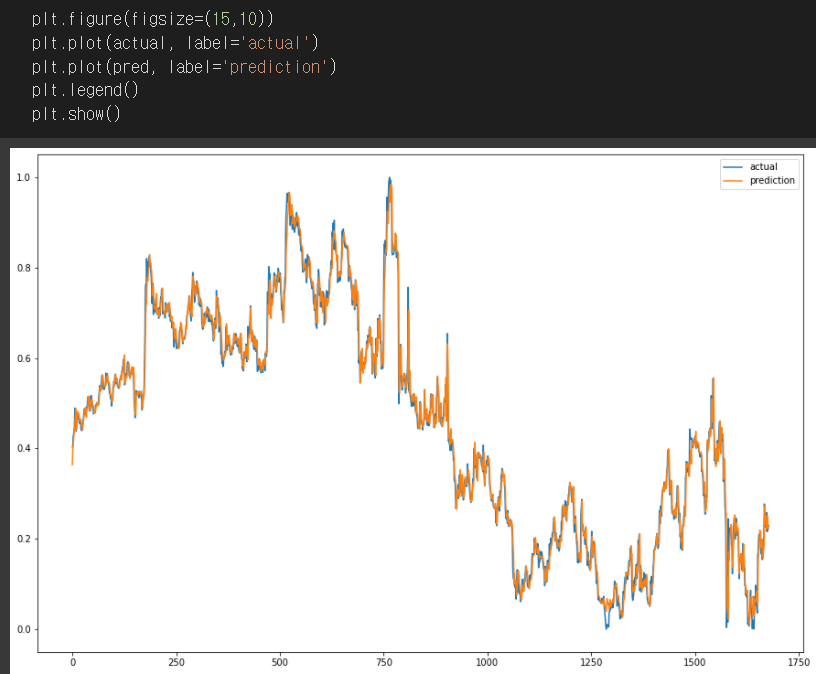 plt.figure(figsize=(15,10))
plt.plot(actual, label='actual')
plt.plot(pred, label='prediction')
plt.legend()
plt.show()
actual
prediction
1.0
0.8
0.6
0.4
0.2
0.0
0 250 500 750 1000 1250 1500 1750